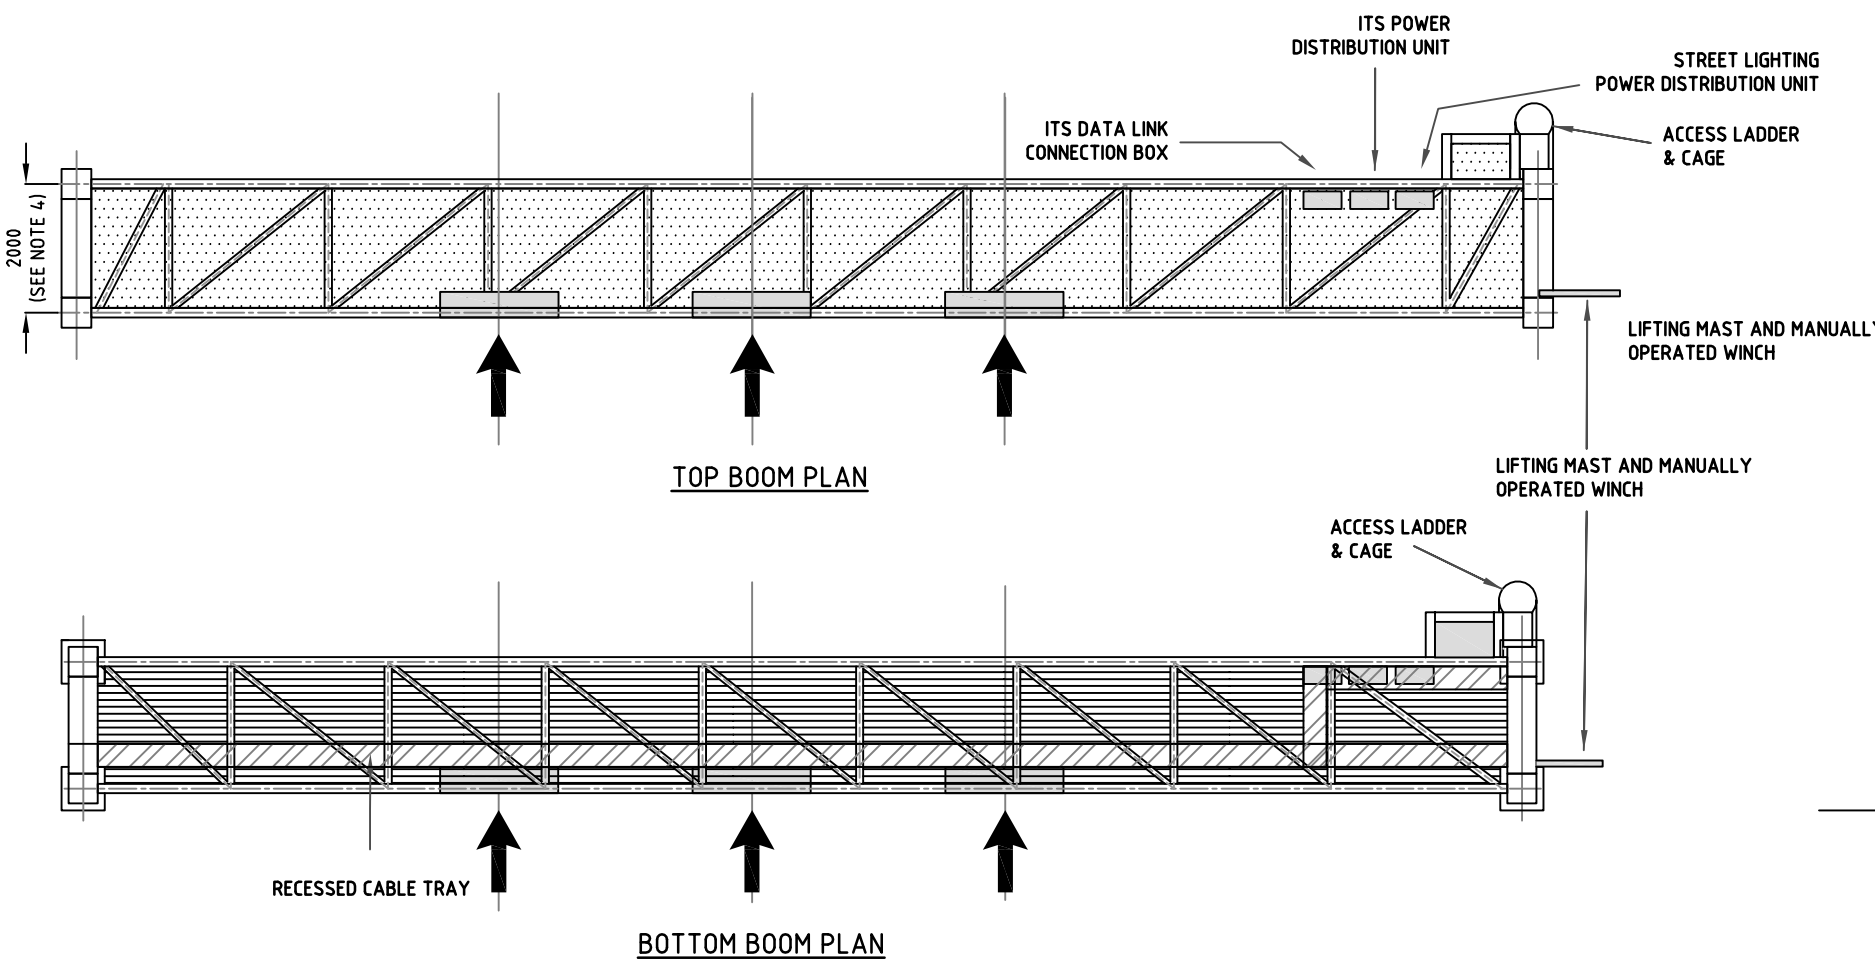 ITS POWER
DISTRIBUTION UNIT
STREET LIGHTING
POWER DISTRIBUTION UNIT
ITS DATA LINK
CONNECTION BOX
ACCESS LADDER
& CAGE
2000
(SEE NOTE 4)
LIFTING MAST AND MANUALLY
OPERATED WINCH
TOP BOOM PLAN
LIFTING MAST AND MANUALLY
OPERATED WINCH
ACCESS LADDER
& CAGE
RECESSED CABLE TRAY
BOTTOM BOOM PLAN